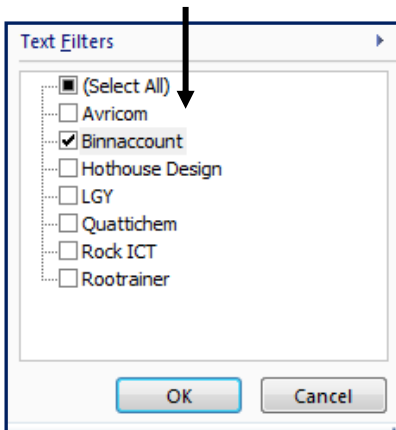 Text Filters
(Select All)
Avricom
Binnaccount
Hothouse Design
LGY
Quattichem
Rock ICT
Rootrainer
OK Cancel